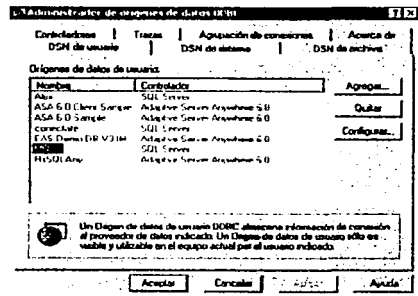 Administrador de orígenes de datos ODBC
Controladores Trazas Agrupación de conexiones Acerca de
DSN de usuario DSN de sistema DSN de archivo
Orígenes de datos de usuario:
Nombre Controlador
SQL Server
ASA 6.0 Client Sample Adaptive Server Anywhere 6.0
ASA 6.0 Sample Adaptive Server Anywhere 6.0
conectate SQL Server
EAS Demo DB V3 Adaptive Server Anywhere 6.0
SQL Server
Adaptive Server Anywhere 6.0
Agregar...
Quitar
Configurar...
Un Origen de datos de usuario ODBC almacena información de conexión
al proveedor de datos indicado. Un Origen de datos de usuario sólo es
visible y utilizable en el equipo actual por el usuario indicado.
Aceptar Cancelar Aplicar Ayuda